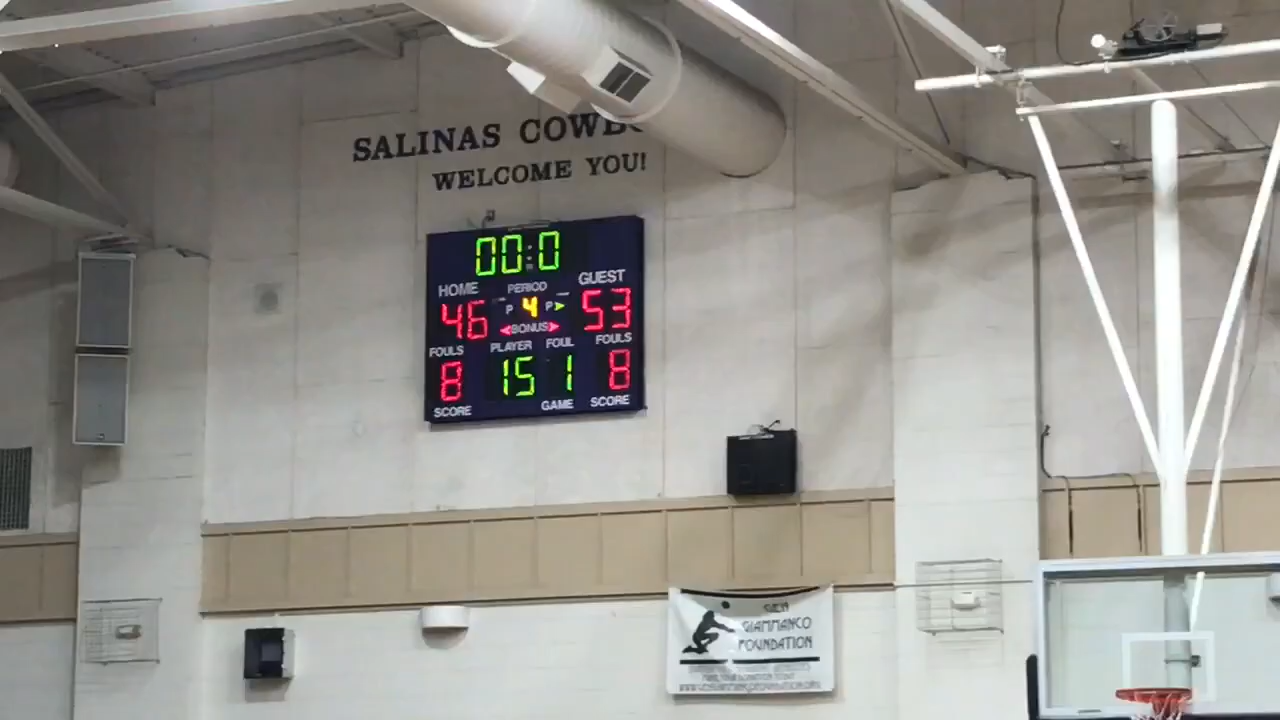 SALINAS COWB
WELCOME YOU!
00:0
HOME PERIOD GUEST
46 P 4 P 53
BONUS
FOULS PLAYER FOUL FOULS
8 15 1 8
SCORE GAME SCORE
GIAMMANCO
FOUNDATION